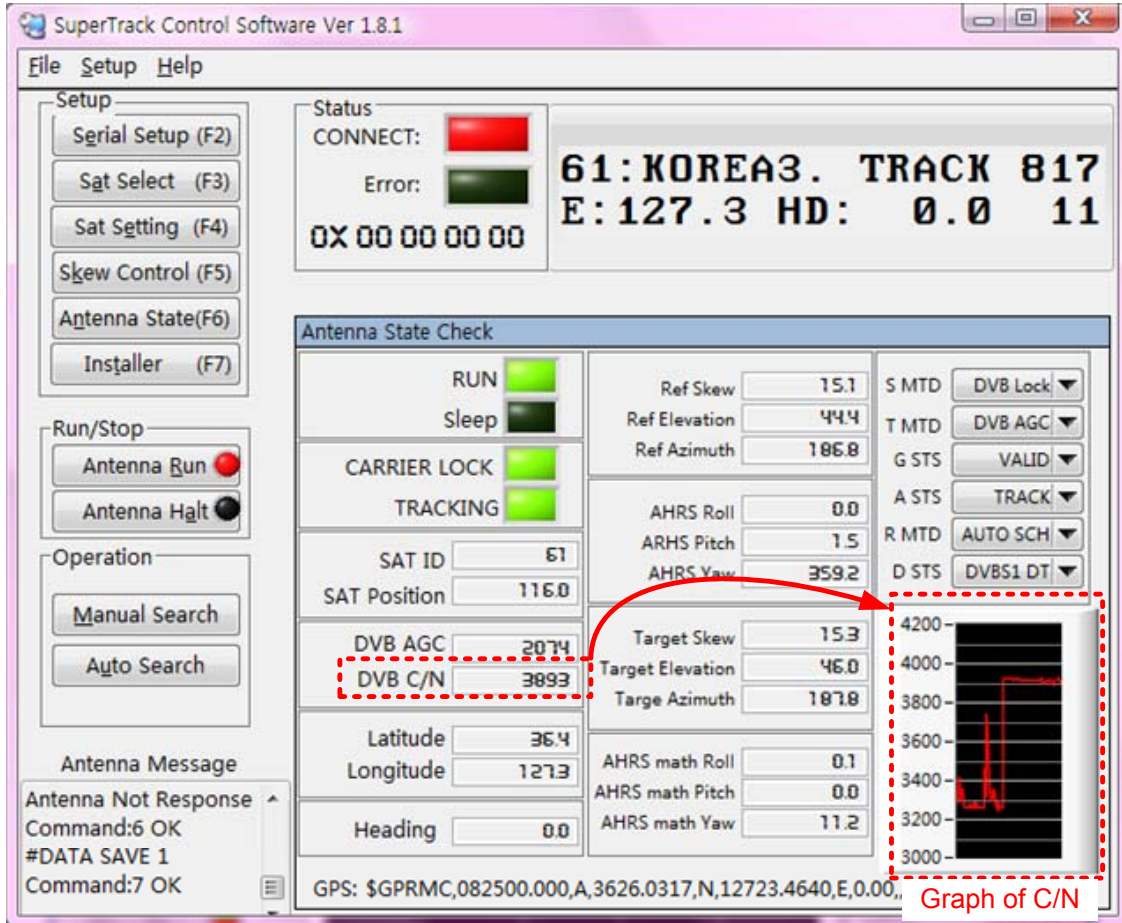 SuperTrack Control Software Ver 1.8.1
File Setup Help
Setup
Serial Setup (F2)
Sat Select (F3)
Sat Setting (F4)
Skew Control (F5)
Antenna State(F6)
Installer (F7)
Run/Stop
Antenna Run
Antenna Halt
Operation
Manual Search
Auto Search
Antenna Message
Antenna Not Response
Command:6 OK
#DATA SAVE 1
Command:7 OK
Status
CONNECT:
Error:
0X 00 00 00 00
61:KOREA3. TRACK 817
E:127.3 HD: 0.0 11
Antenna State Check
RUN
Sleep
CARRIER LOCK
TRACKING
SAT ID 61
SAT Position 116.0
DVB AGC 2074
DVB C/N 3893
Latitude 36.4
Longitude 127.3
Heading 0.0
Ref Skew 15.1
Ref Elevation 44.4
Ref Azimuth 186.8
AHRS Roll 0.0
ARHS Pitch 1.5
AHRS Yaw 359.2
Target Skew 15.3
Target Elevation 46.0
Targe Azimuth 187.8
AHRS math Roll 0.1
AHRS math Pitch 0.0
AHRS math Yaw 11.2
S MTD DVB Lock
T MTD DVB AGC
G STS VALID
A STS TRACK
R MTD AUTO SCH
D STS DVBS1 DT
4200
4000
3800
3600
3400
3200
3000
Graph of C/N
GPS: $GPRMC,082500.000,A,3626.0317,N,12723.4640,E,0.00,